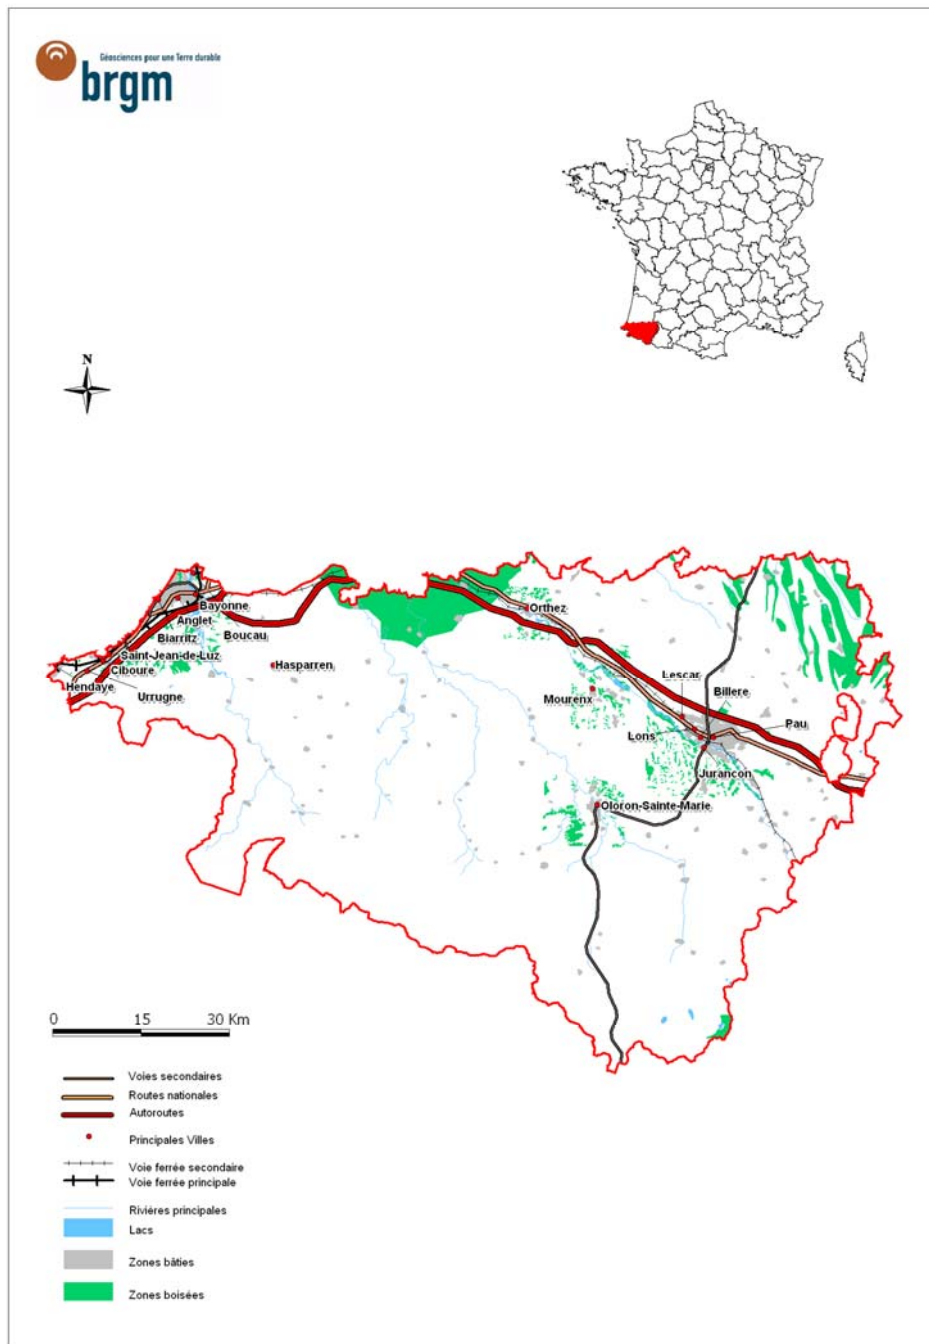 Géosciences pour une Terre durable
brgm
N
Bayonne
Anglet
Boucau
Biarritz
Saint-Jean-de-Luz
Ciboure
Hendaye
Urrugne
Hasparren
Orthez
Lescar
Mourenx
Billere
Pau
Lons
Jurancon
Oloron-Sainte-Marie
0 15 30 Km
Voies secondaires
Routes nationales
Autoroutes
Principales Villes
Voie ferrée secondaire
Voie ferrée principale
Rivières principales
Lacs
Zones bâties
Zones boisées